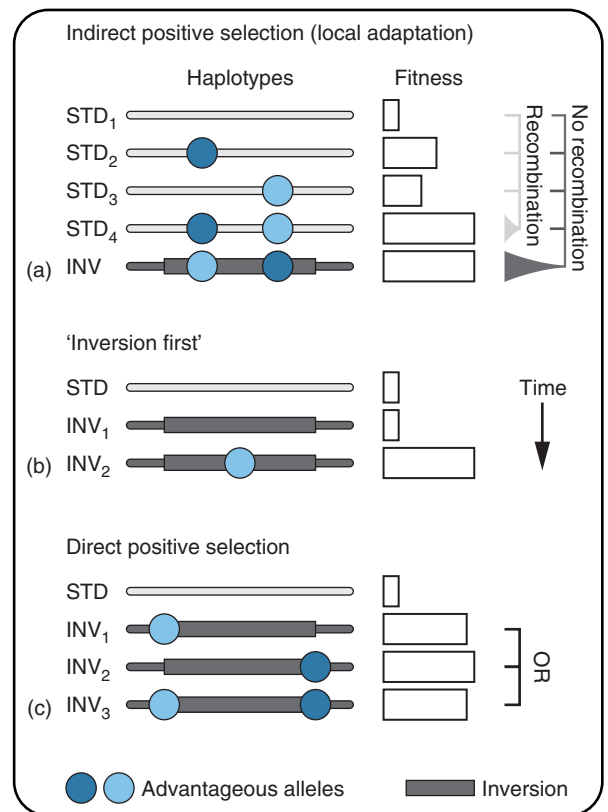 Indirect positive selection (local adaptation)
Haplotypes Fitness
STD1
STD2
STD3
STD4
(a) INV
Recombination
No recombination
'Inversion first'
STD
INV1
(b) INV2
Time
Direct positive selection
STD
INV1
INV2
(c) INV3
OR
Advantageous alleles Inversion